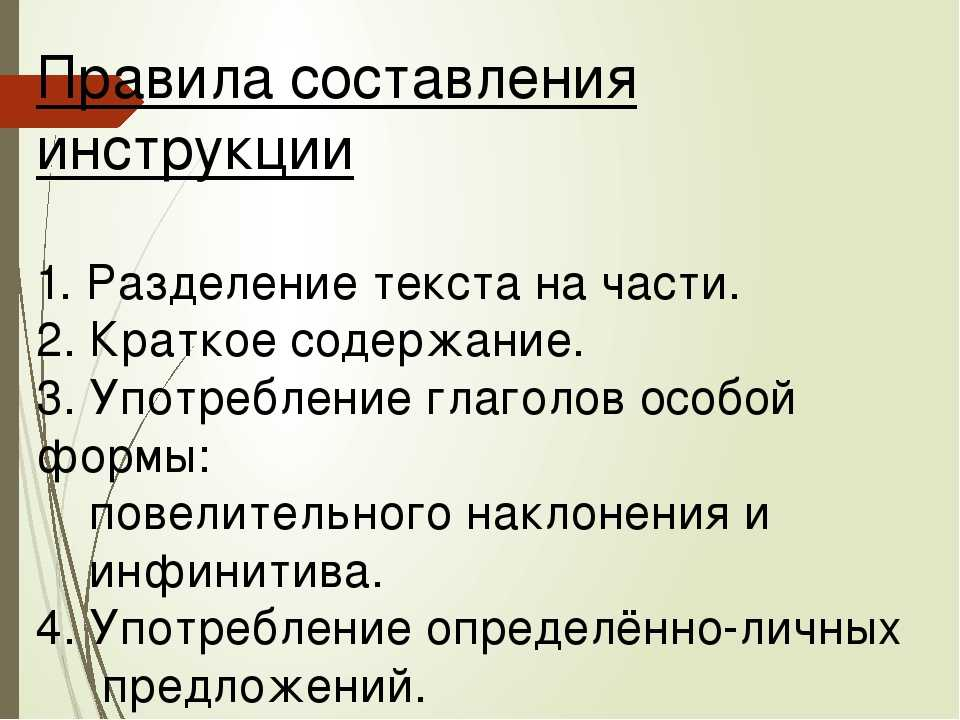 Правила составления
инструкции
1. Разделение текста на части.
2. Краткое содержание.
3. Употребление глаголов особой
формы:
повелительного наклонения и
инфинитива.
4. Употребление определённо-личных
предложений.